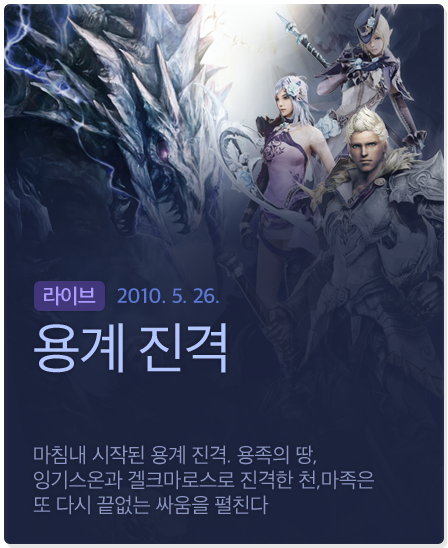 라이브 2010. 5. 26.
용계 진격
마침내 시작된 용계 진격. 용족의 땅,
잉기스온과 겔크마로스로 진격한 천,마족은
또 다시 끝없는 싸움을 펼친다